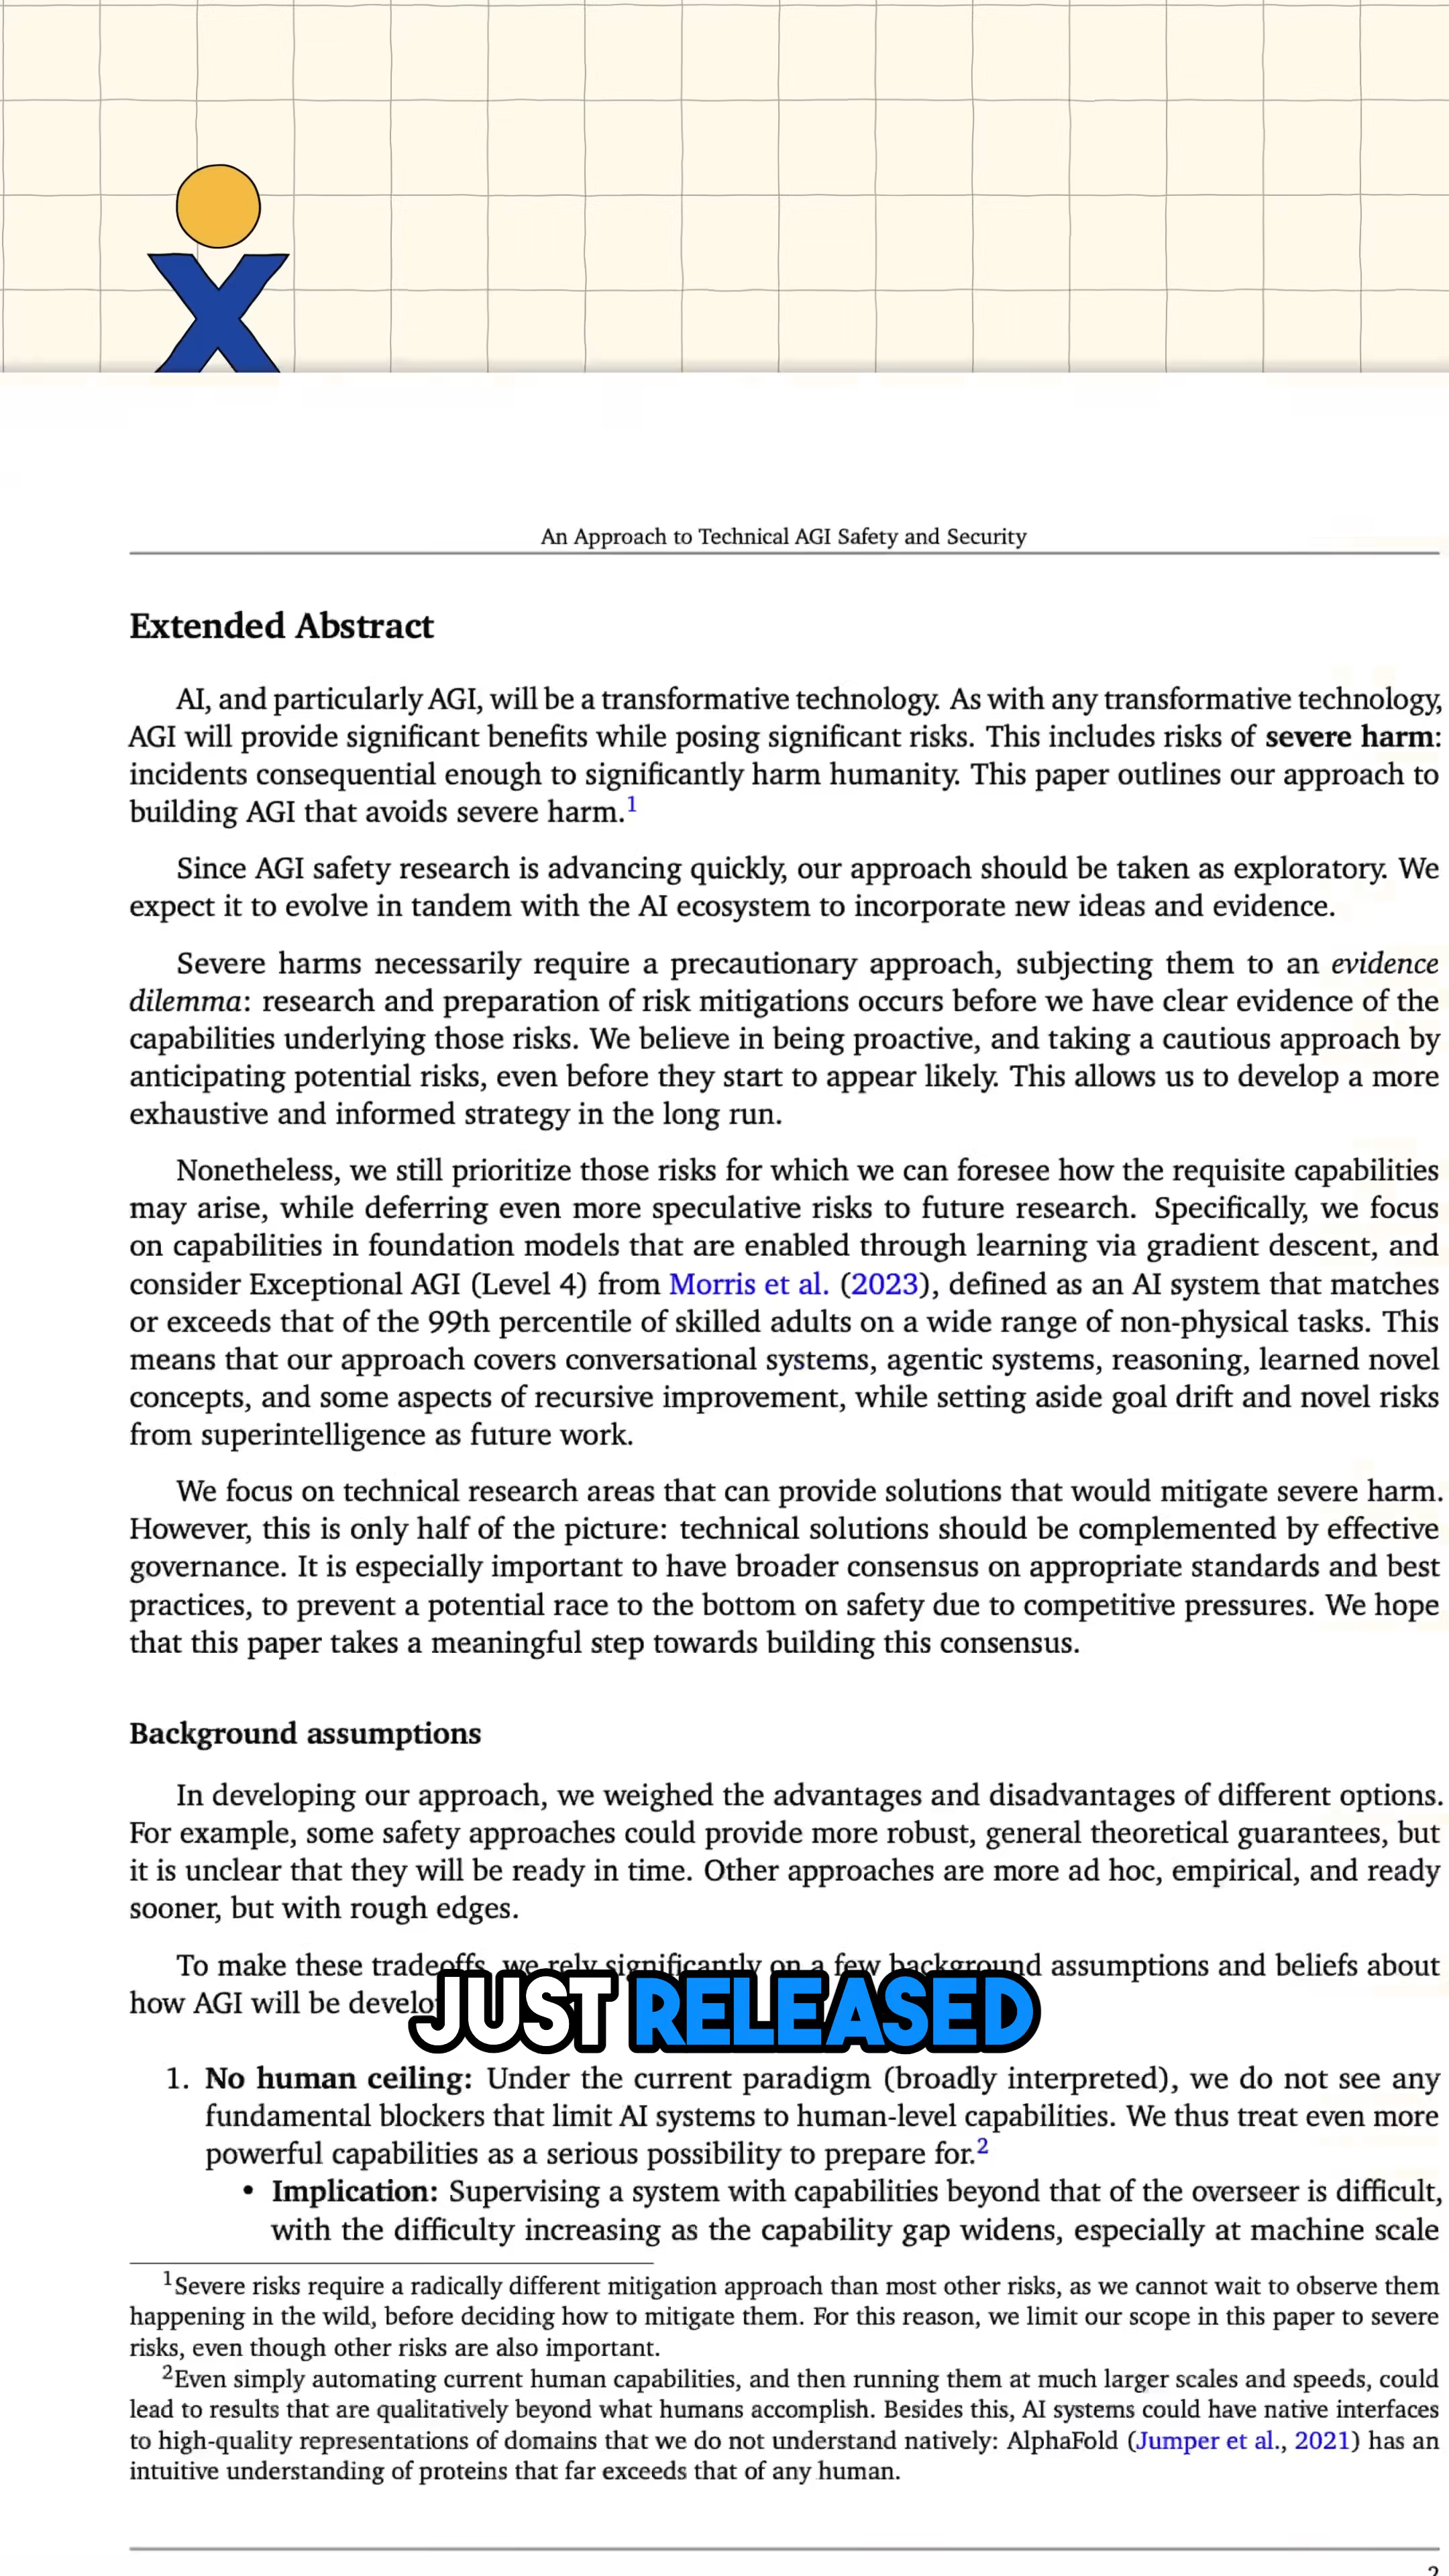 An Approach to Technical AGI Safety and Security
Extended Abstract
AI, and particularly AGI, will be a transformative technology. As with any transformative technology,
AGI will provide significant benefits while posing significant risks. This includes risks of severe harm:
incidents consequential enough to significantly harm humanity. This paper outlines our approach to
building AGI that avoids severe harm.1
Since AGI safety research is advancing quickly, our approach should be taken as exploratory. We
expect it to evolve in tandem with the AI ecosystem to incorporate new ideas and evidence.
Severe harms necessarily require a precautionary approach, subjecting them to an evidence
dilemma: research and preparation of risk mitigations occurs before we have clear evidence of the
capabilities underlying those risks. We believe in being proactive, and taking a cautious approach by
anticipating potential risks, even before they start to appear likely. This allows us to develop a more
exhaustive and informed strategy in the long run.
Nonetheless, we still prioritize those risks for which we can foresee how the requisite capabilities
may arise, while deferring even more speculative risks to future research. Specifically, we focus
on capabilities in foundation models that are enabled through learning via gradient descent, and
consider Exceptional AGI (Level 4) from Morris et al. (2023), defined as an AI system that matches
or exceeds that of the 99th percentile of skilled adults on a wide range of non-physical tasks. This
means that our approach covers conversational systems, agentic systems, reasoning, learned novel
concepts, and some aspects of recursive improvement, while setting aside goal drift and novel risks
from superintelligence as future work.
We focus on technical research areas that can provide solutions that would mitigate severe harm.
However, this is only half of the picture: technical solutions should be complemented by effective
governance. It is especially important to have broader consensus on appropriate standards and best
practices, to prevent a potential race to the bottom on safety due to competitive pressures. We hope
that this paper takes a meaningful step towards building this consensus.
Background assumptions
In developing our approach, we weighed the advantages and disadvantages of different options.
For example, some safety approaches could provide more robust, general theoretical guarantees, but
it is unclear that they will be ready in time. Other approaches are more ad hoc, empirical, and ready
sooner, but with rough edges.
To make these tradeoffs, we rely significantly on a few background assumptions and beliefs about
how AGI will be develo
JUST RELEASED
1. No human ceiling: Under the current paradigm (broadly interpreted), we do not see any
fundamental blockers that limit AI systems to human-level capabilities. We thus treat even more
powerful capabilities as a serious possibility to prepare for.2
• Implication: Supervising a system with capabilities beyond that of the overseer is difficult,
with the difficulty increasing as the capability gap widens, especially at machine scale
1Severe risks require a radically different mitigation approach than most other risks, as we cannot wait to observe them
happening in the wild, before deciding how to mitigate them. For this reason, we limit our scope in this paper to severe
risks, even though other risks are also important.
2Even simply automating current human capabilities, and then running them at much larger scales and speeds, could
lead to results that are qualitatively beyond what humans accomplish. Besides this, AI systems could have native interfaces
to high-quality representations of domains that we do not understand natively: AlphaFold (Jumper et al., 2021) has an
intuitive understanding of proteins that far exceeds that of any human.